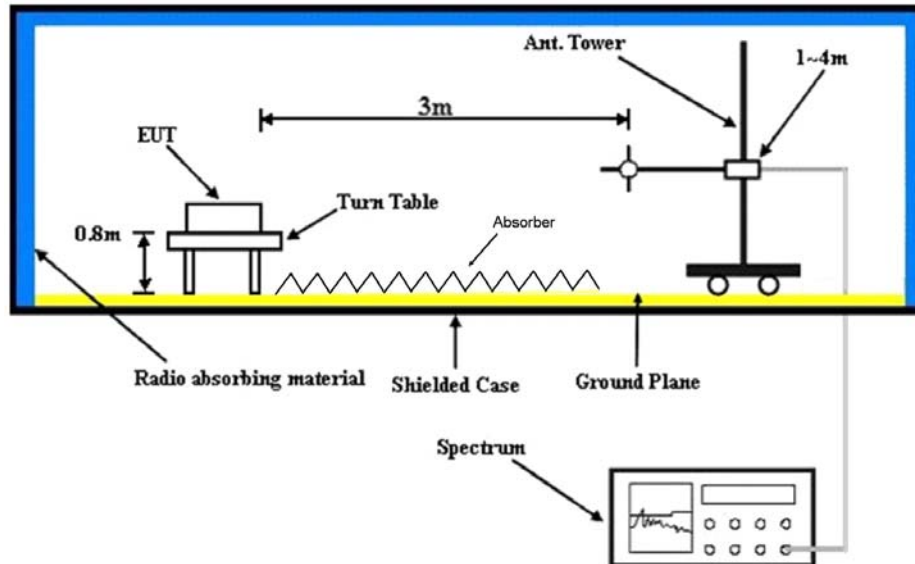 Ant. Tower
1~4m
3m
EUT
Turn Table
0.8m
Absorber
Radio absorbing material
Shielded Case
Ground Plane
Spectrum